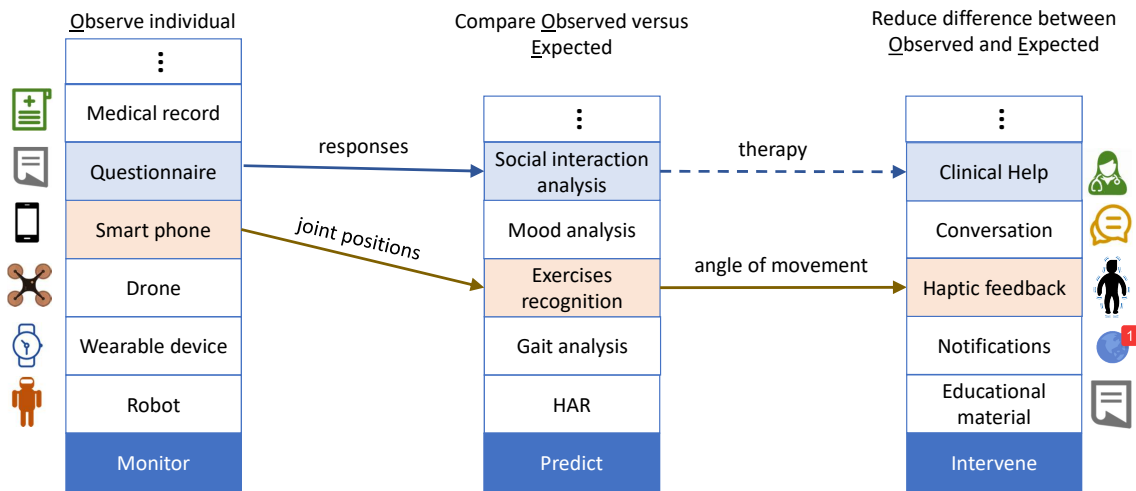 Observe individual
Compare Observed versus
Expected
Reduce difference between
Observed and Expected
Medical record
Questionnaire
Smart phone
Drone
Wearable device
Robot
Monitor
responses
joint positions
Social interaction
analysis
Mood analysis
Exercises
recognition
Gait analysis
HAR
Predict
therapy
angle of movement
Clinical Help
Conversation
Haptic feedback
Notifications
1
Educational
material
Intervene